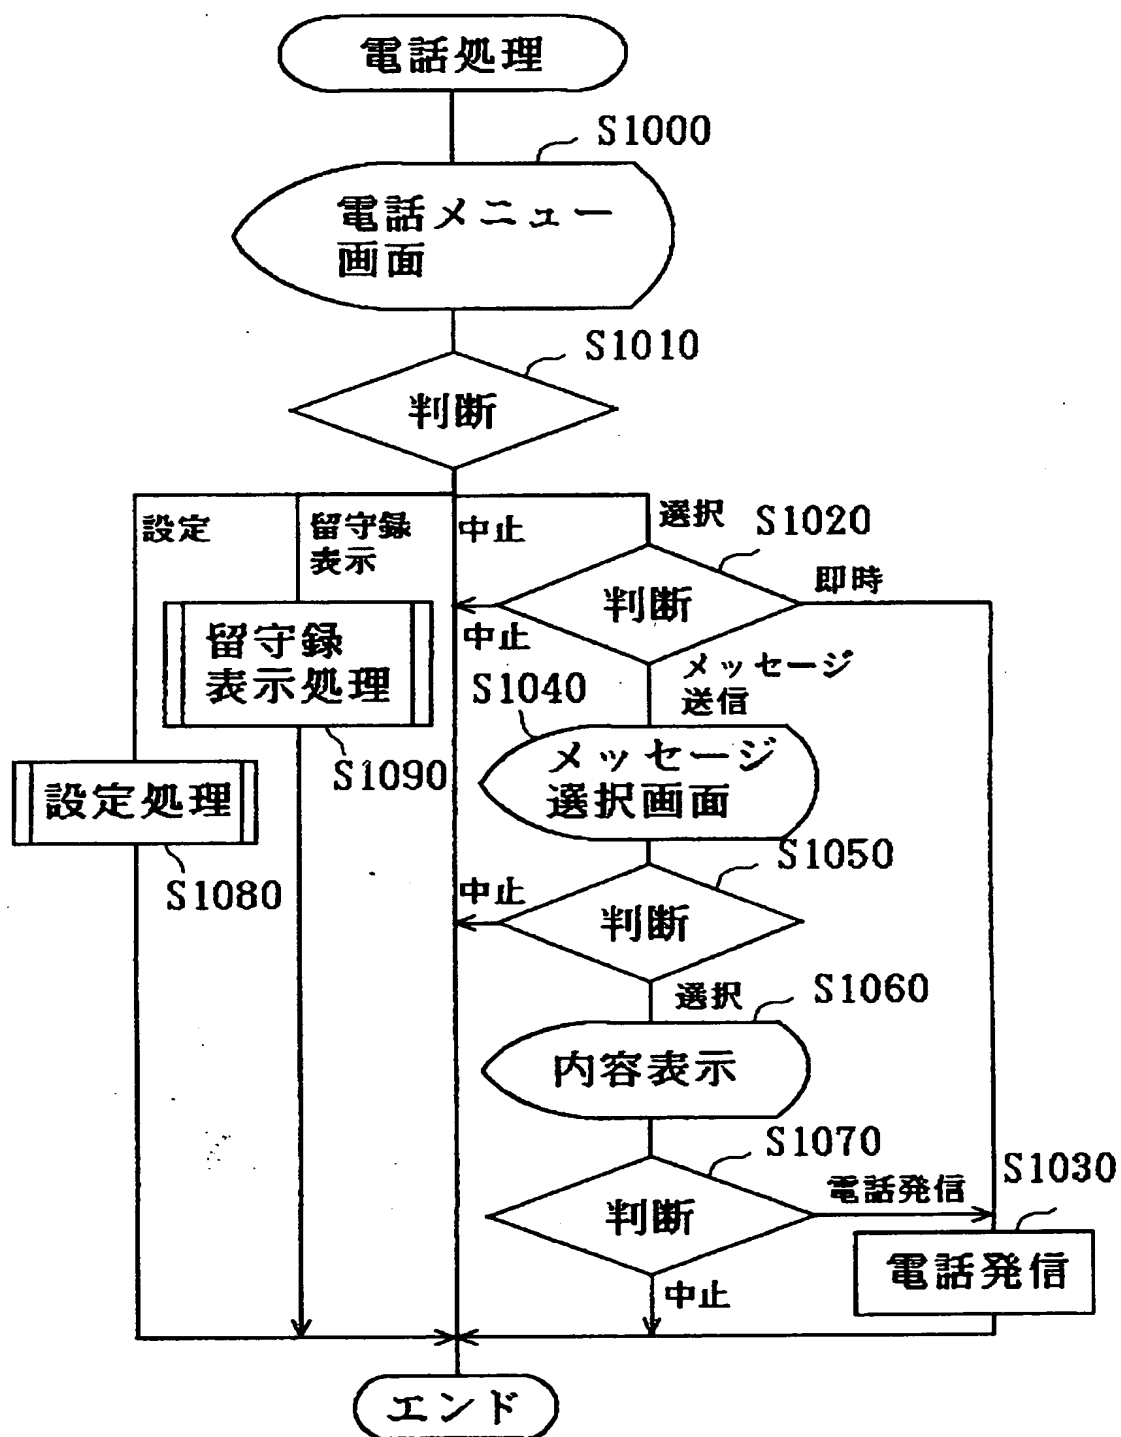 電話処理
S1000
電話メニュー
画面
S1010
判断
設定
留守録
表示
中止
選択
S1020
判断
即時
中止
留守録
表示処理
S1090
メッセージ
送信
S1040
メッセージ
選択画面
設定処理
S1080
S1050
中止
判断
選択
S1060
内容表示
S1070
判断
電話発信
S1030
電話発信
中止
エンド